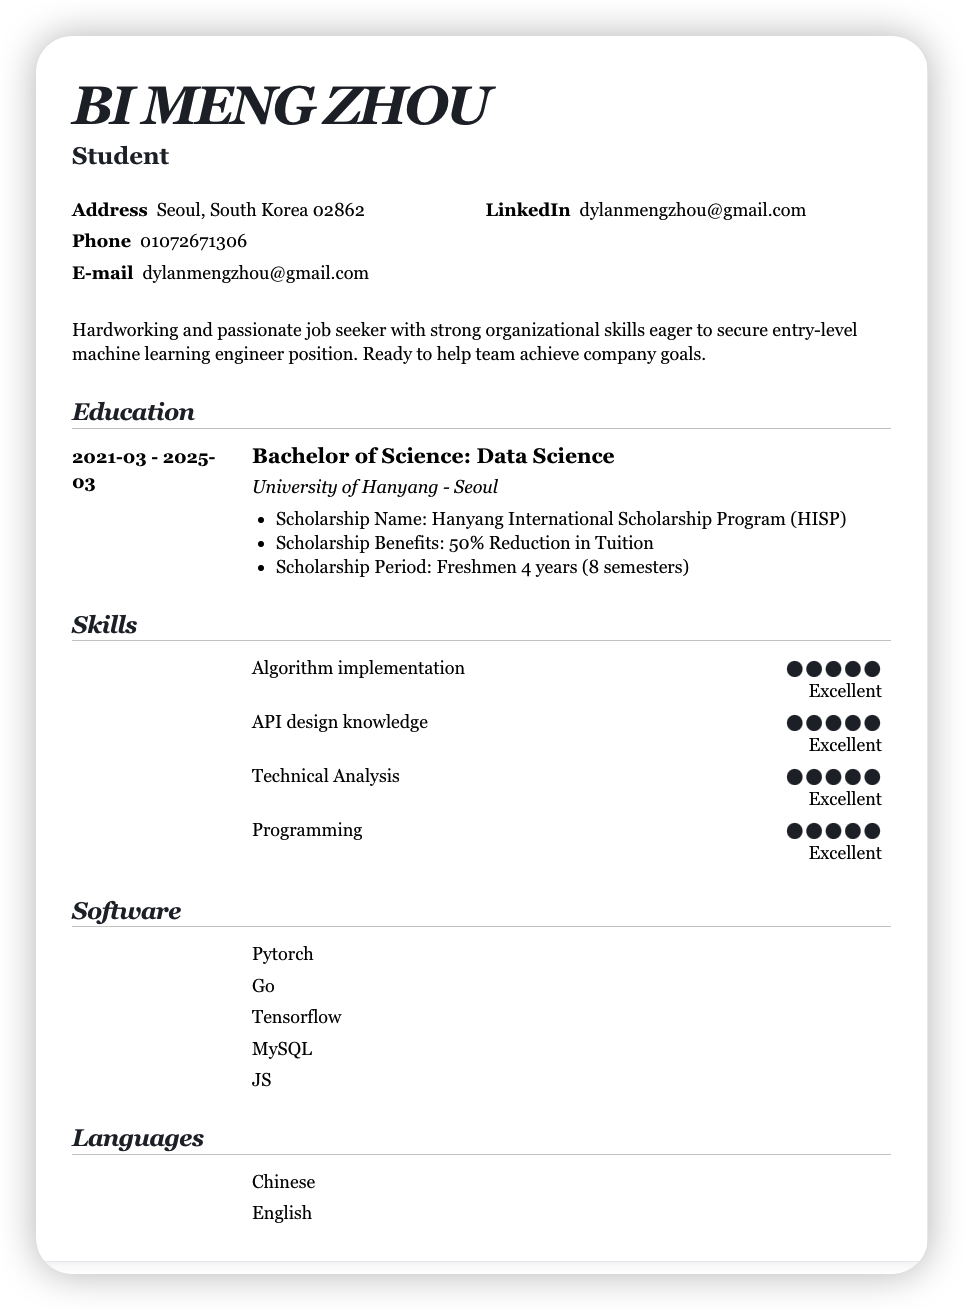 BI MENG ZHOU
Student
Address Seoul, South Korea 02862
LinkedIn dylanmengzhou@gmail.com
Phone 01072671306
E-mail dylanmengzhou@gmail.com
Hardworking and passionate job seeker with strong organizational skills eager to secure entry-level
machine learning engineer position. Ready to help team achieve company goals.
Education
2021-03 - 2025-
03
Bachelor of Science: Data Science
University of Hanyang - Seoul
• Scholarship Name: Hanyang International Scholarship Program (HISP)
• Scholarship Benefits: 50% Reduction in Tuition
• Scholarship Period: Freshmen 4 years (8 semesters)
Skills
Algorithm implementation
Excellent
API design knowledge
Excellent
Technical Analysis
Excellent
Programming
Excellent
Software
Pytorch
Go
Tensorflow
MySQL
JS
Languages
Chinese
English